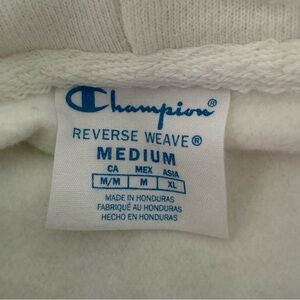 Champion®
REVERSE WEAVE®
MEDIUM
CA MEX ASIA
M/M M XL
MADE IN HONDURAS
FABRIQUÉ AU HONDURAS
HECHO EN HONDURAS